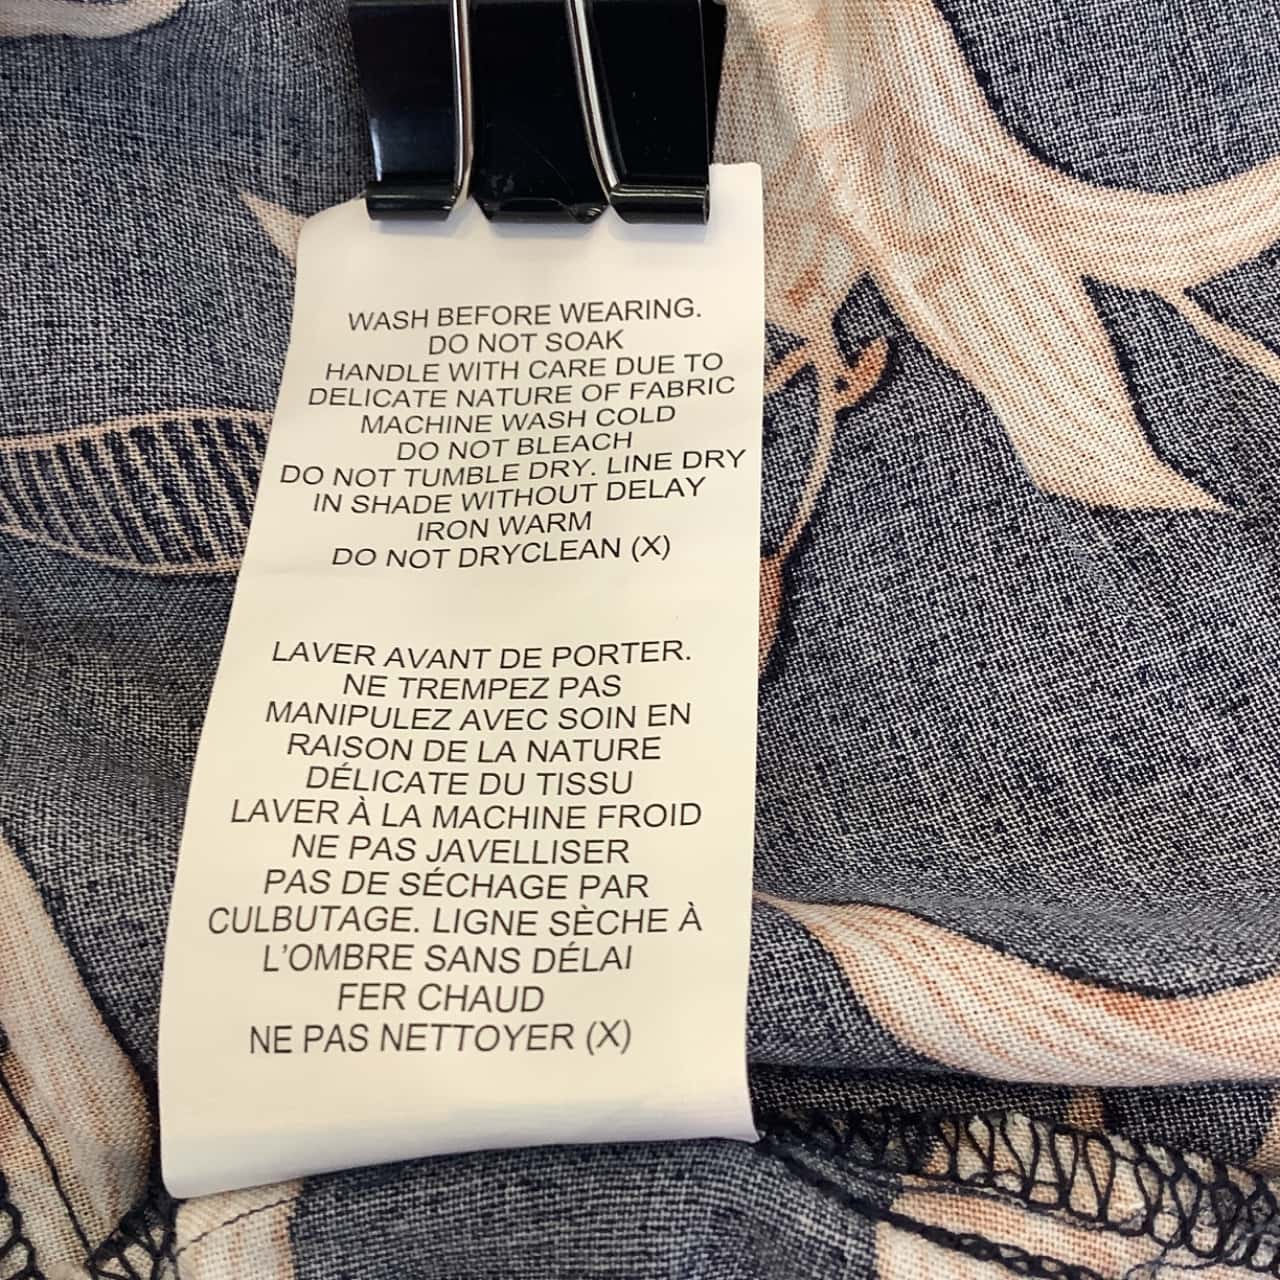 WASH BEFORE WEARING.
DO NOT SOAK
HANDLE WITH CARE DUE TO
DELICATE NATURE OF FABRIC
MACHINE WASH COLD
DO NOT BLEACH
DO NOT TUMBLE DRY. LINE DRY
IN SHADE WITHOUT DELAY
IRON WARM
DO NOT DRYCLEAN (X)
LAVER AVANT DE PORTER.
NE TREMPEZ PAS
MANIPULEZ AVEC SOIN EN
RAISON DE LA NATURE
DÉLICATE DU TISSU
LAVER À LA MACHINE FROID
NE PAS JAVELLISER
PAS DE SÉCHAGE PAR
CULBUTAGE. LIGNE SÈCHE À
L'OMBRE SANS DÉLAI
FER CHAUD
NE PAS NETTOYER (X)